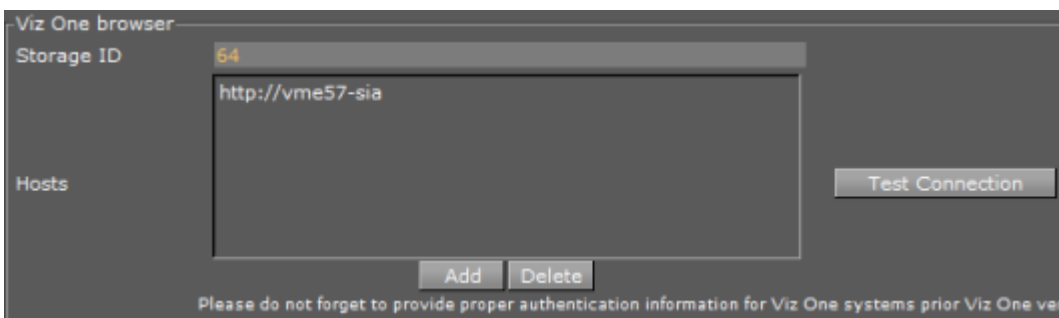 Viz One browser
Storage ID 64
http://vme57-sia
Hosts
Test Connection
Add Delete
Please do not forget to provide proper authentication information for Viz One systems prior Viz One